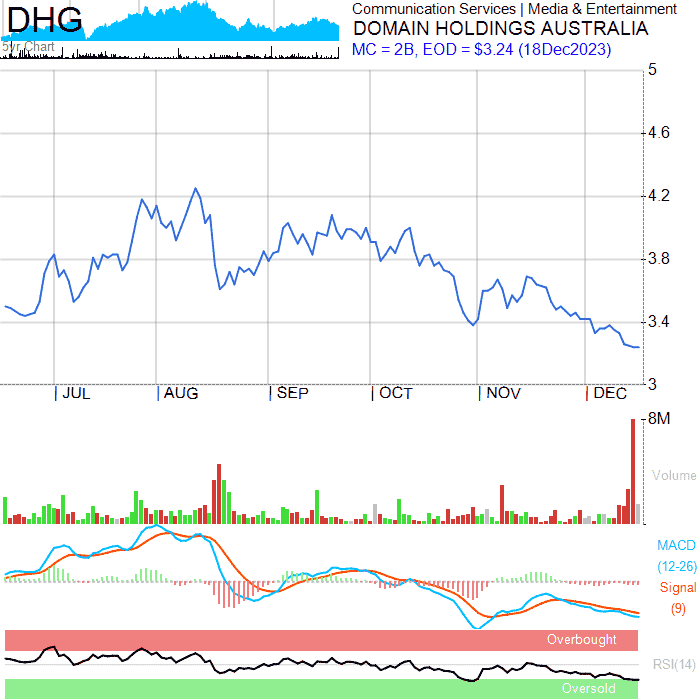 DHG
5yr Chart
Communication Services | Media & Entertainment
DOMAIN HOLDINGS AUSTRALIA
MC = 2B, EOD = $3.24 (18Dec2023)
5
4.6
4.2
3.8
3.4
3
JUL AUG SEP OCT NOV DEC
8M
Volume
MACD
(12-26)
Signal
(9)
Overbought
RSI(14)
Oversold